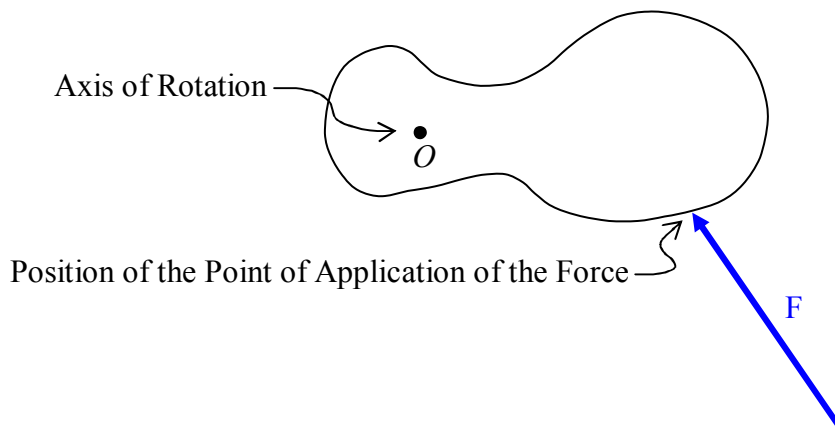 Axis of Rotation
O
Position of the Point of Application of the Force
F